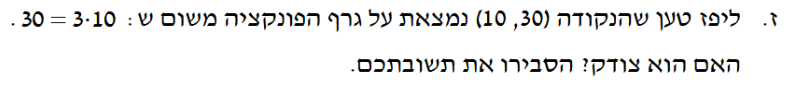 ז. ליפז טען שהנקודה (30, 10) נמצאת על גרף הפונקציה משום ש: 30 = 3·10.
האם הוא צודק? הסבירו את תשובתכם.